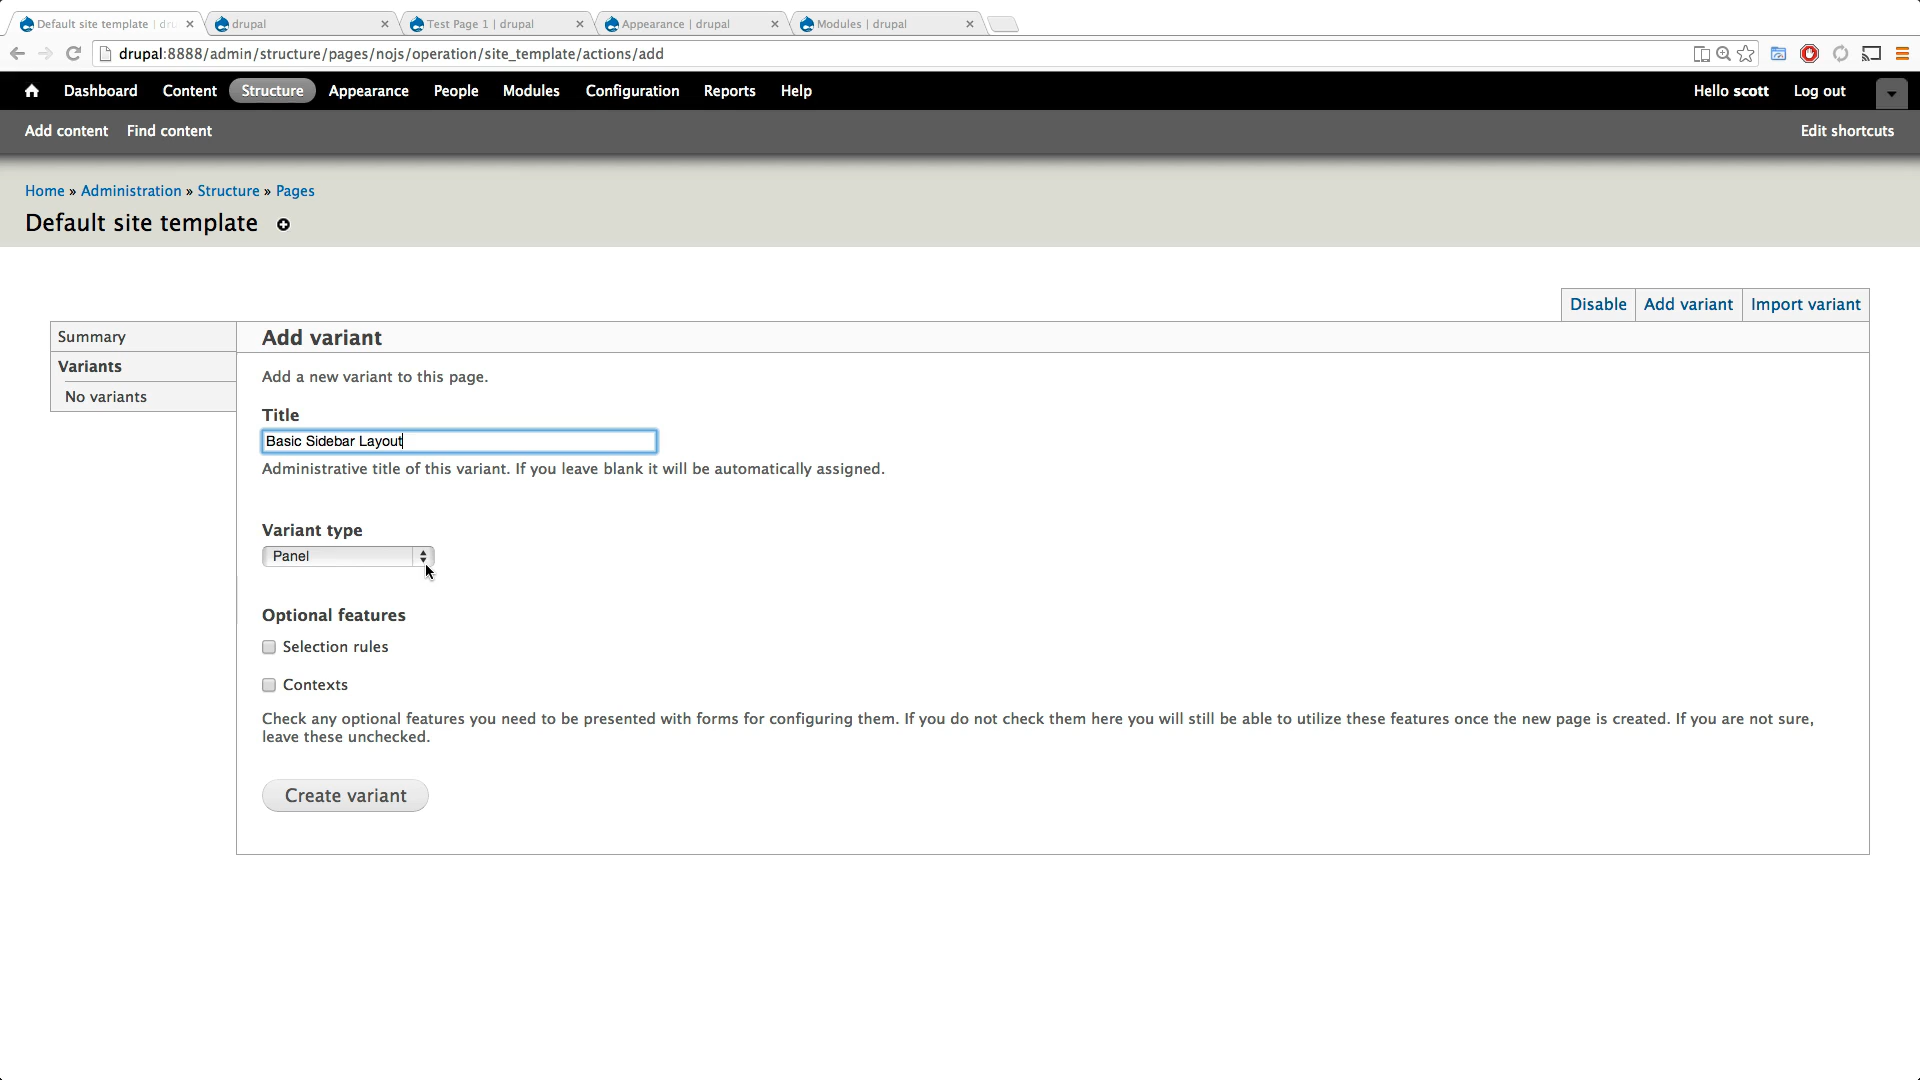 Default site template | dru
drupal
Test Page 1 | drupal
Appearance | drupal
Modules | drupal
drupal:8888/admin/structure/pages/nojs/operation/site_template/actions/add
Dashboard Content Structure Appearance People Modules Configuration Reports Help Hello scott Log out
Add content Find content Edit shortcuts
Home » Administration » Structure » Pages
Default site template
Disable Add variant Import variant
Summary
Variants
No variants
Add variant
Add a new variant to this page.
Title
Basic Sidebar Layout
Administrative title of this variant. If you leave blank it will be automatically assigned.
Variant type
Panel
Optional features
Selection rules
Contexts
Check any optional features you need to be presented with forms for configuring them. If you do not check them here you will still be able to utilize these features once the new page is created. If you are not sure,
leave these unchecked.
Create variant